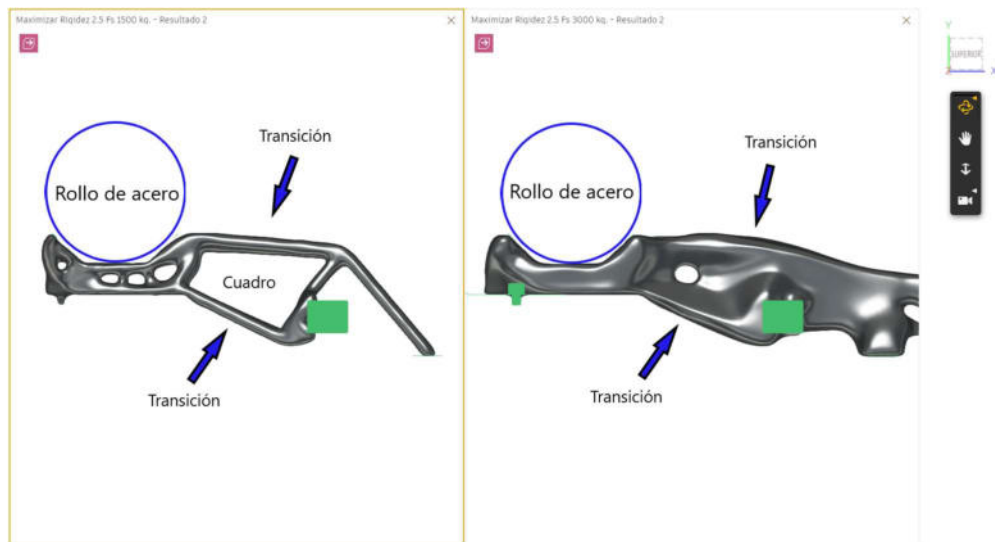 Maximizar Rigidez 2.5 Fs 1500 kg. - Resultado 2
Maximizar Rigidez 2.5 Fs 3000 kg. - Resultado 2
Y
SUPERIOR
Z
X
Transición
Transición
Rollo de acero
Rollo de acero
Cuadro
Transición
Transición